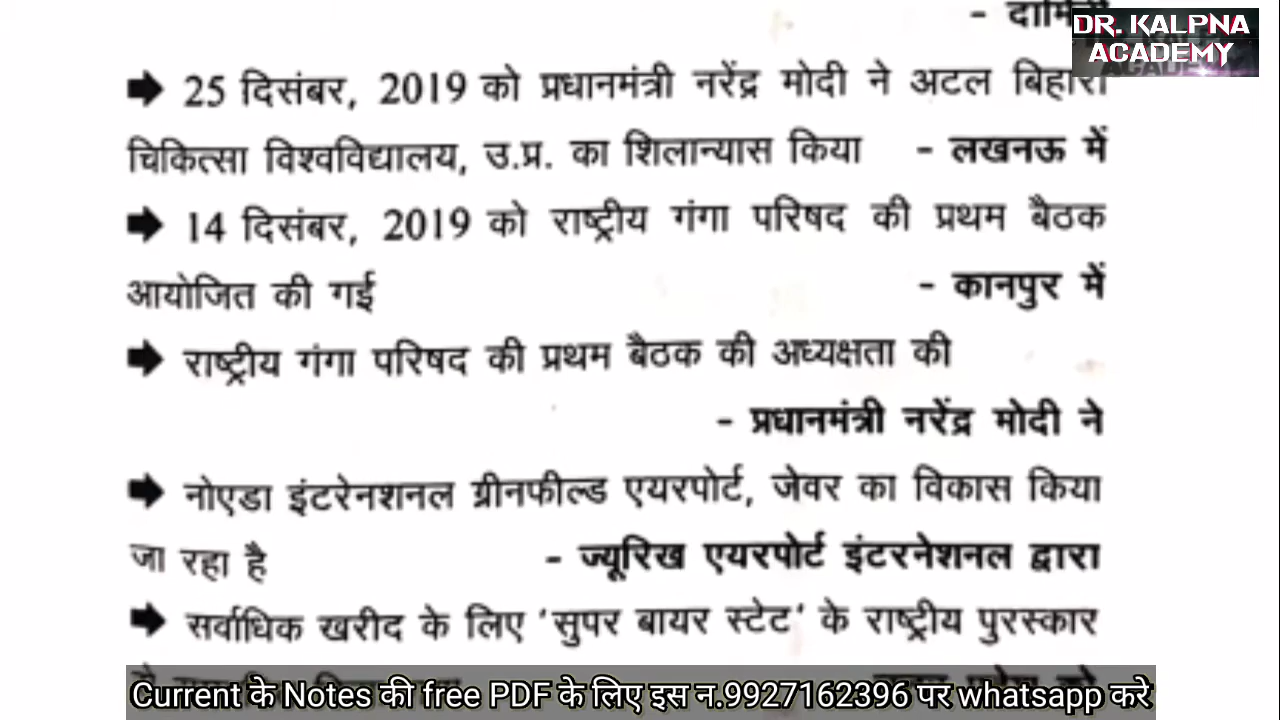 DR. KALPNA
ACADEMY
➡ 25 दिसंबर, 2019 को प्रधानमंत्री नरेंद्र मोदी ने अटल बिहारी
चिकित्सा विश्वविद्यालय, उ.प्र. का शिलान्यास किया - लखनऊ में
➡ 14 दिसंबर, 2019 को राष्ट्रीय गंगा परिषद की प्रथम बैठक
आयोजित की गई - कानपुर में
➡ राष्ट्रीय गंगा परिषद की प्रथम बैठक की अध्यक्षता की
- प्रधानमंत्री नरेंद्र मोदी ने
➡ नोएडा इंटरेनशनल ग्रीनफील्ड एयरपोर्ट, जेवर का विकास किया
जा रहा है - ज्यूरिख एयरपोर्ट इंटरनेशनल द्वारा
➡ सर्वाधिक खरीद के लिए 'सुपर बायर स्टेट' के राष्ट्रीय पुरस्कार
Current के Notes की free PDF के लिए इस न.9927162396 पर whatsapp करे